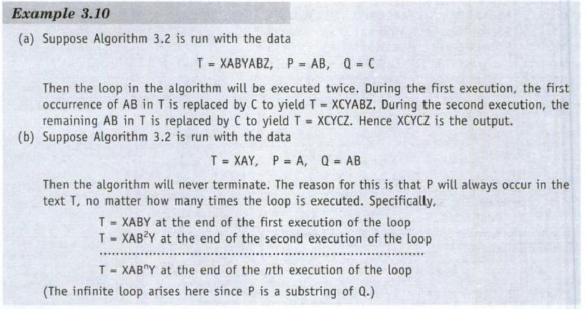 Example 3.10
(a) Suppose Algorithm 3.2 is run with the data
T = XABYABZ, P = AB, Q = C
Then the loop in the algorithm will be executed twice. During the first execution, the first
occurrence of AB in T is replaced by C to yield T = XCYABZ. During the second execution, the
remaining AB in T is replaced by C to yield T = XCYCZ. Hence XCYCZ is the output.
(b) Suppose Algorithm 3.2 is run with the data
T = XAY, P = A, Q = AB
Then the algorithm will never terminate. The reason for this is that P will always occur in the
text T, no matter how many times the loop is executed. Specifically,
T = XABY at the end of the first execution of the loop
T = XAB²Y at the end of the second execution of the loop
........................................................................
T = XABⁿY at the end of the nth execution of the loop
(The infinite loop arises here since P is a substring of Q.)